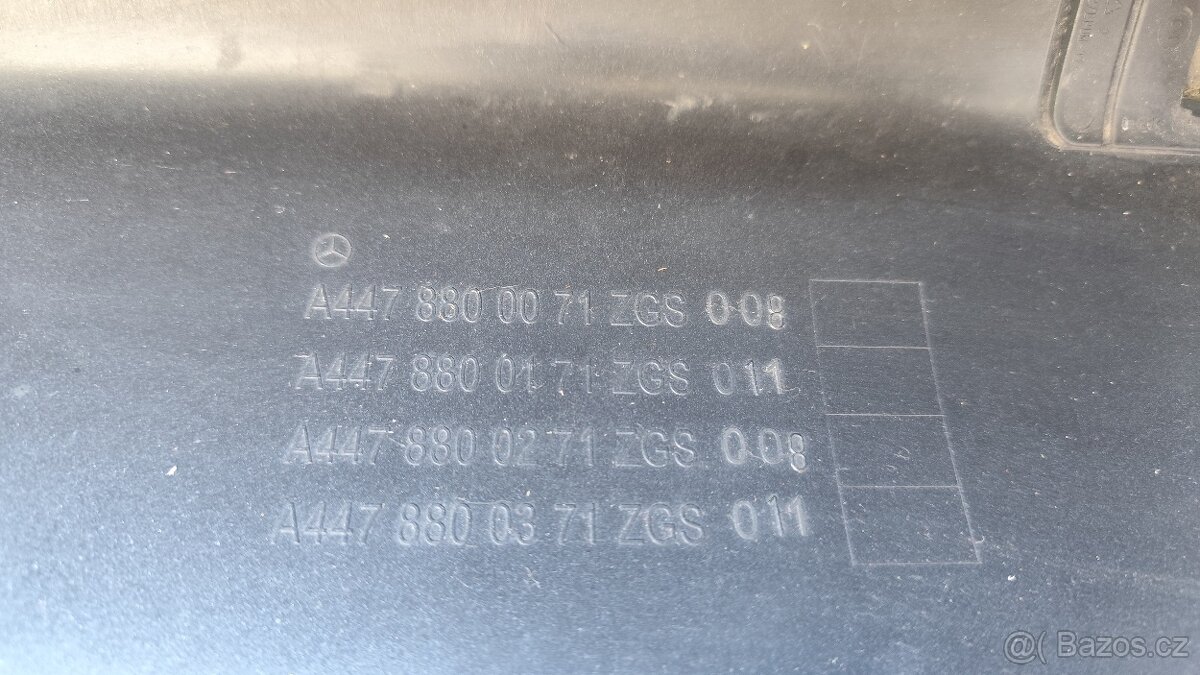 A447 880 00 71 ZGS 008
A447 880 01 71 ZGS 011
A447 880 02 71 ZGS 008
A447 880 03 71 ZGS 011
@( Bazos.cz